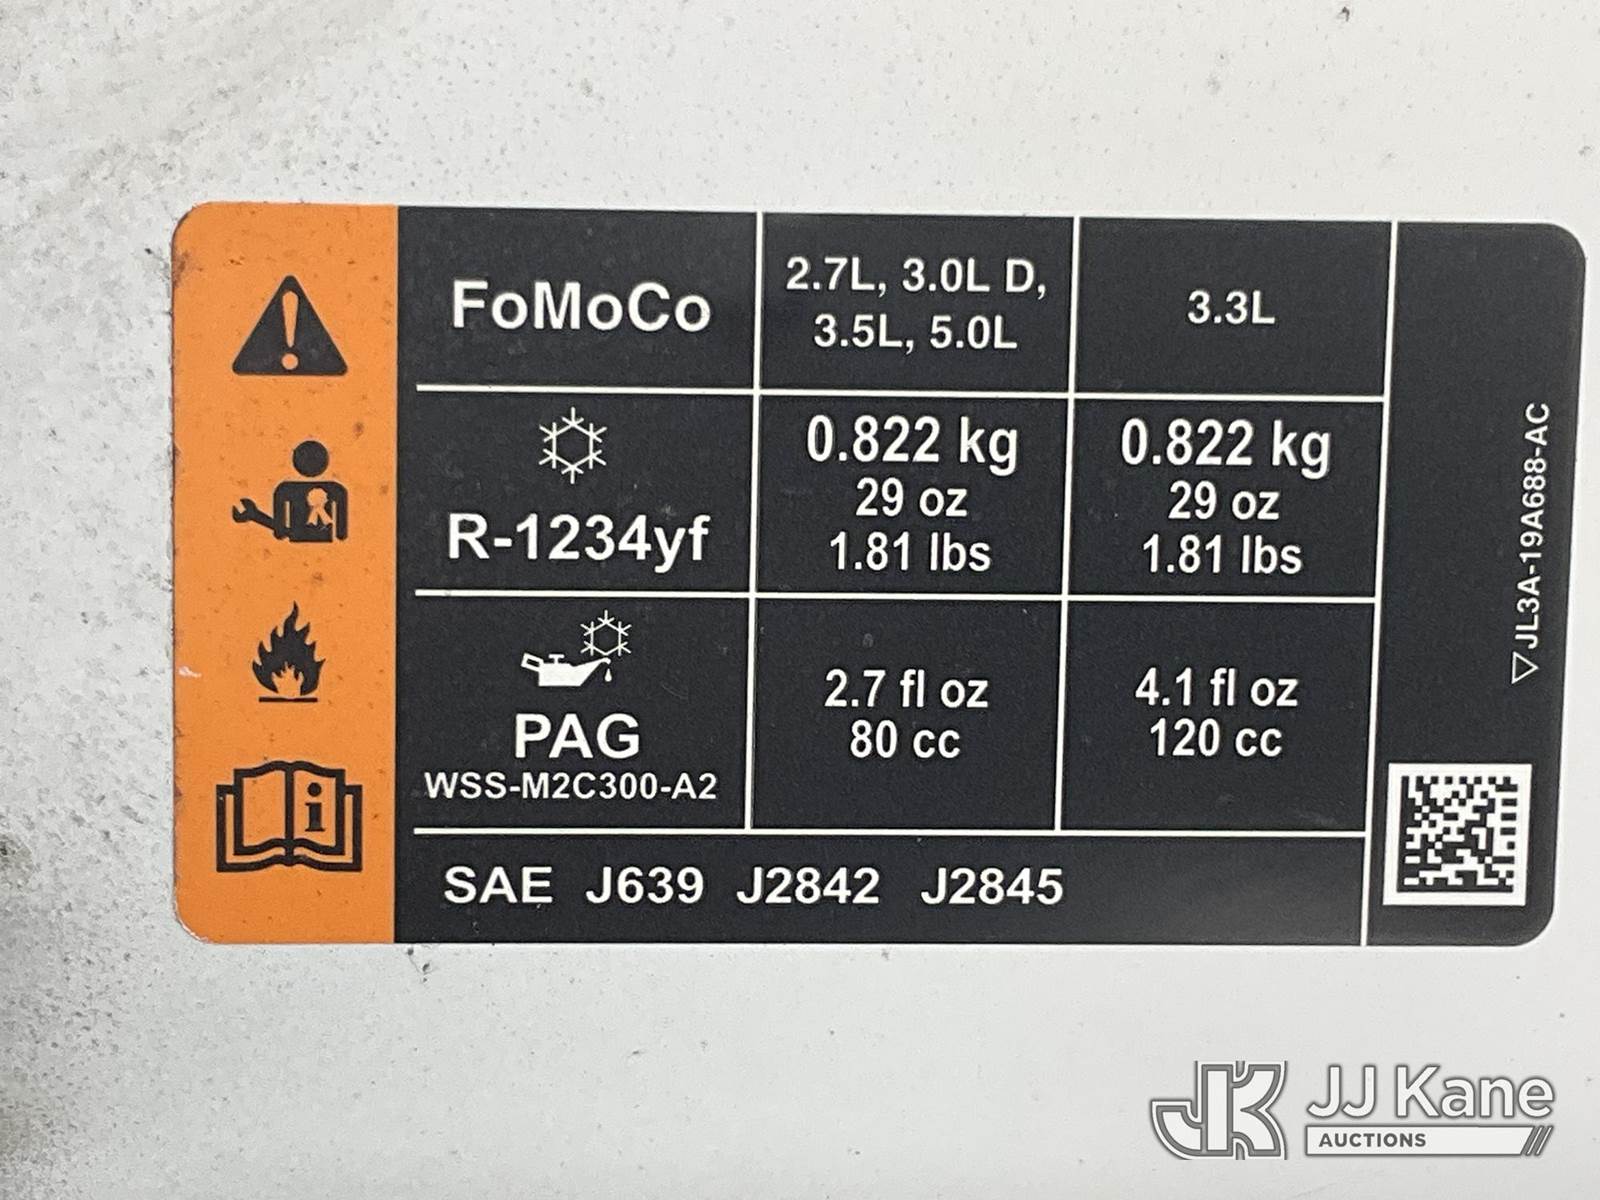 FoMoCo
2.7L, 3.0L D,
3.5L, 5.0L
3.3L
R-1234yf
0.822 kg
29 oz
1.81 lbs
0.822 kg
29 oz
1.81 lbs
PAG
WSS-M2C300-A2
2.7 fl oz
80 cc
4.1 fl oz
120 cc
SAE J639 J2842 J2845
JL3A-19A688-AC
i
JK JJ Kane
AUCTIONS